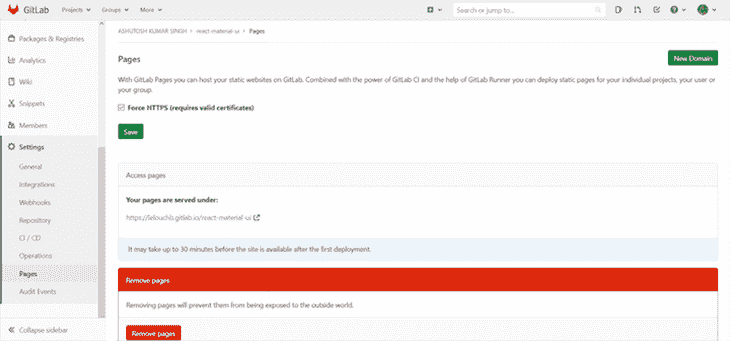 GitLab
Projects
Groups
More
Search or jump to...
Packages & Registries
Analytics
Wiki
Snippets
Members
Settings
General
Integrations
Webhooks
Repository
CI / CD
Operations
Pages
Audit Events
Collapse sidebar
ASHUTOSH KUMAR SINGH > react-material-ui > Pages
Pages
New Domain
With GitLab Pages you can host your static websites on GitLab. Combined with the power of GitLab CI and the help of GitLab Runner you can deploy static pages for your individual projects, your user or
your group.
Force HTTPS (requires valid certificates)
Save
Access pages
Your pages are served under:
https://lelouchb.gitlab.io/react-material-ui
It may take up to 30 minutes before the site is available after the first deployment.
Remove pages
Removing pages will prevent them from being exposed to the outside world.
Remove pages